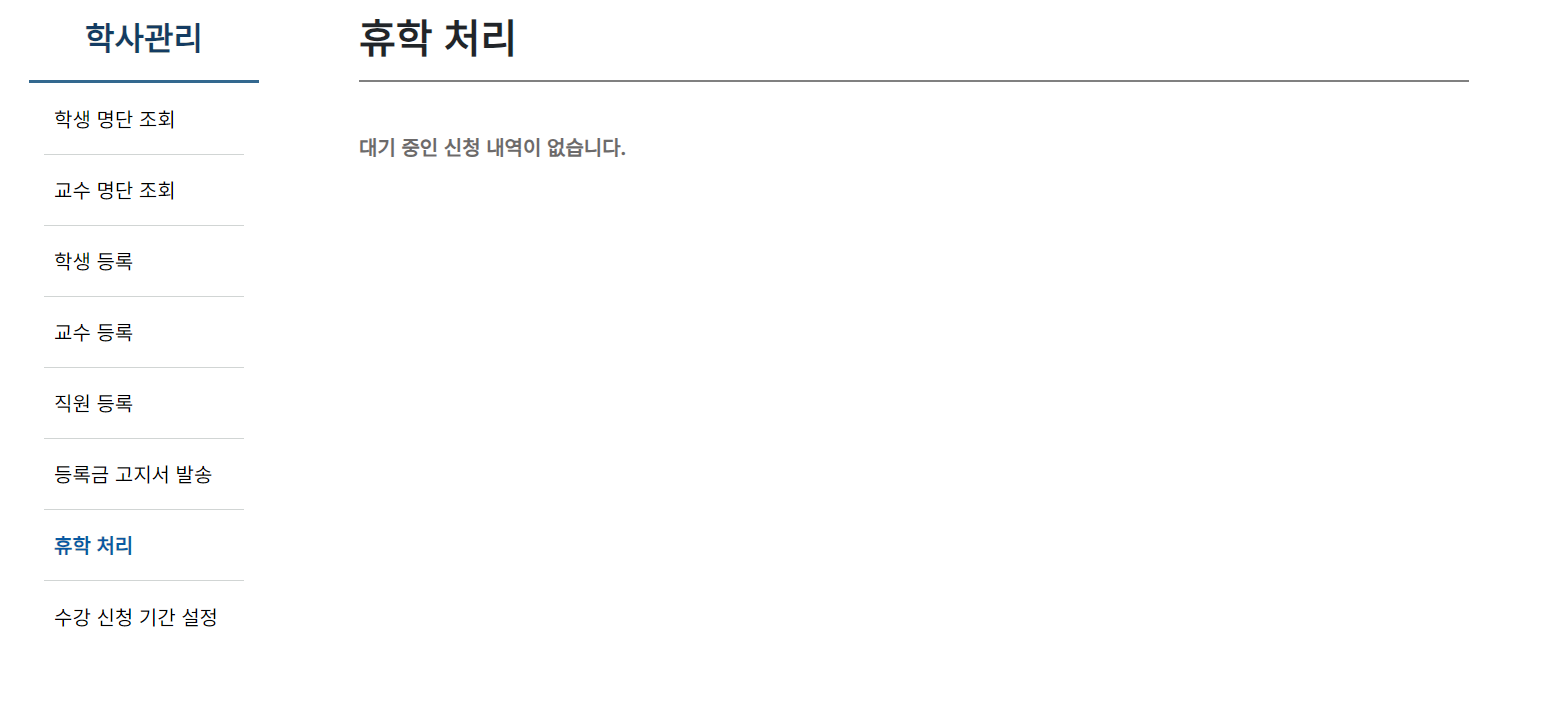 학사관리
학생 명단 조회
교수 명단 조회
학생 등록
교수 등록
직원 등록
등록금 고지서 발송
휴학 처리
수강 신청 기간 설정
휴학 처리
대기 중인 신청 내역이 없습니다.